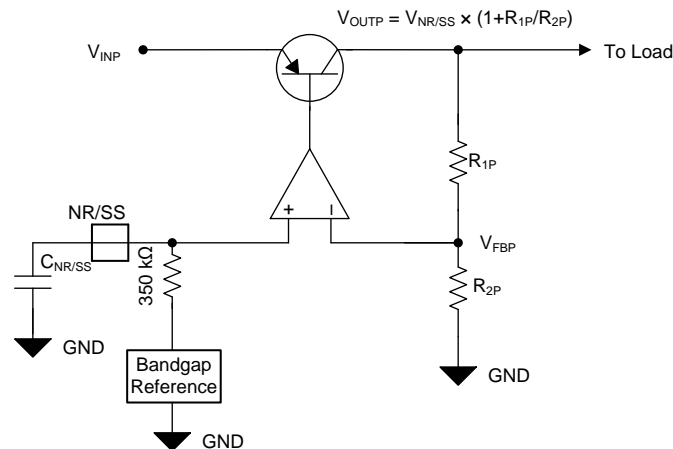 V_OUTP = V_NR/SS × (1+R_1P/R_2P)
V_INP
To Load
R_1P
+ −
NR/SS
V_FBP
C_NR/SS
350 kΩ
R_2P
GND
Bandgap
Reference
GND
GND